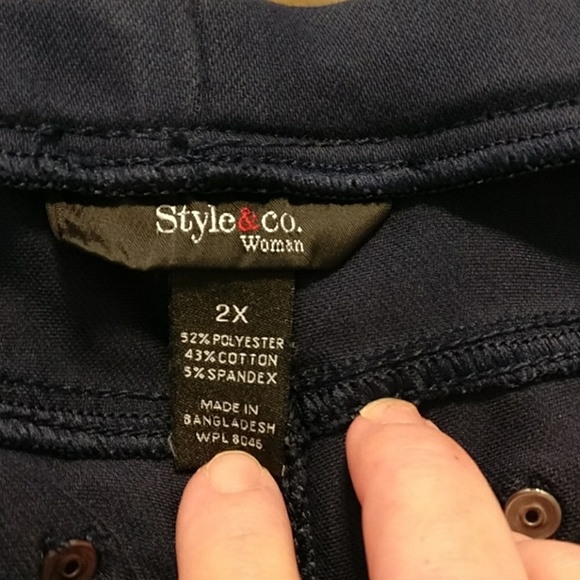 Style&co.
Woman
2X
52% POLYESTER
43% COTTON
5% SPANDEX
MADE IN
BANGLADESH
WPL 8046